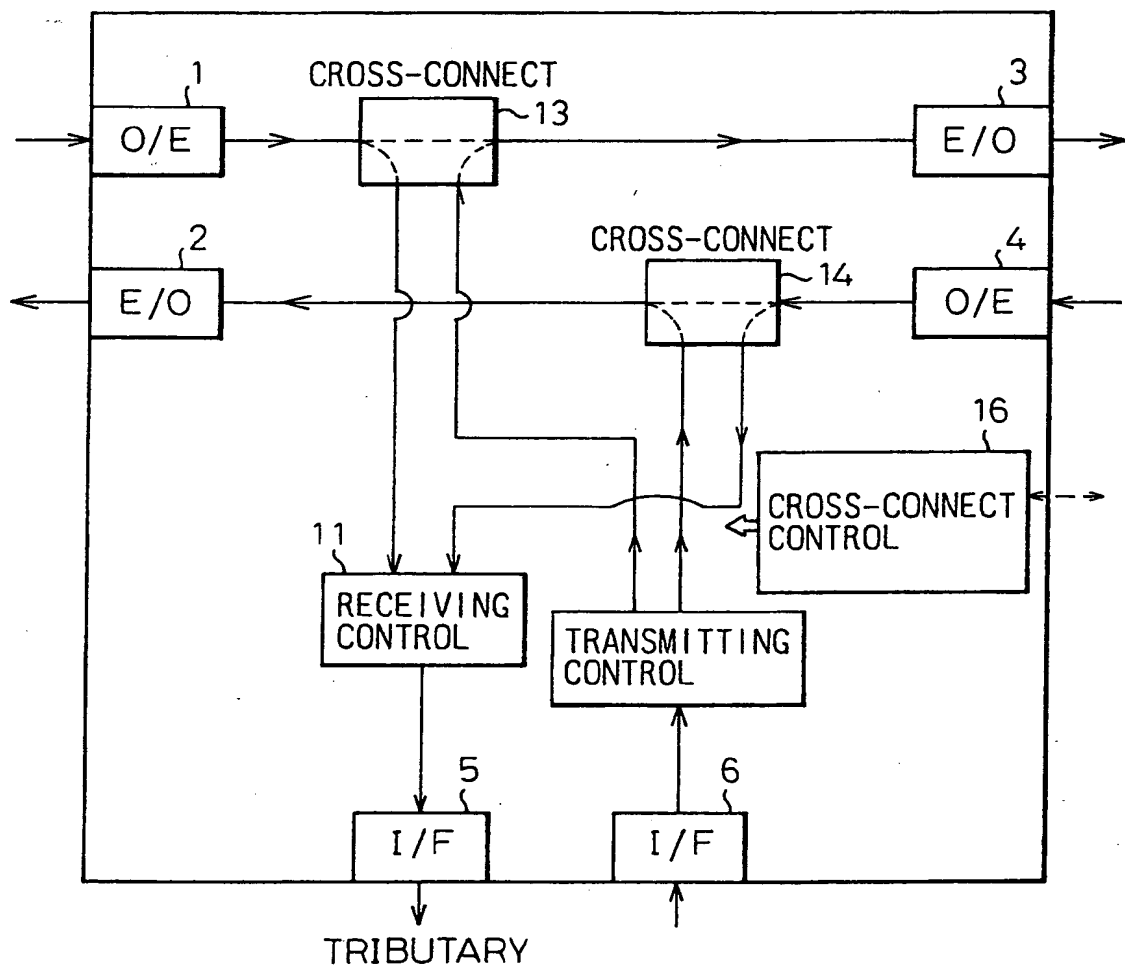 1
CROSS-CONNECT
13
3
O/E
E/O
2
CROSS-CONNECT
14
4
E/O
O/E
16
CROSS-CONNECT
CONTROL
11
RECEIVING
CONTROL
TRANSMITTING
CONTROL
5
6
I/F
I/F
TRIBUTARY